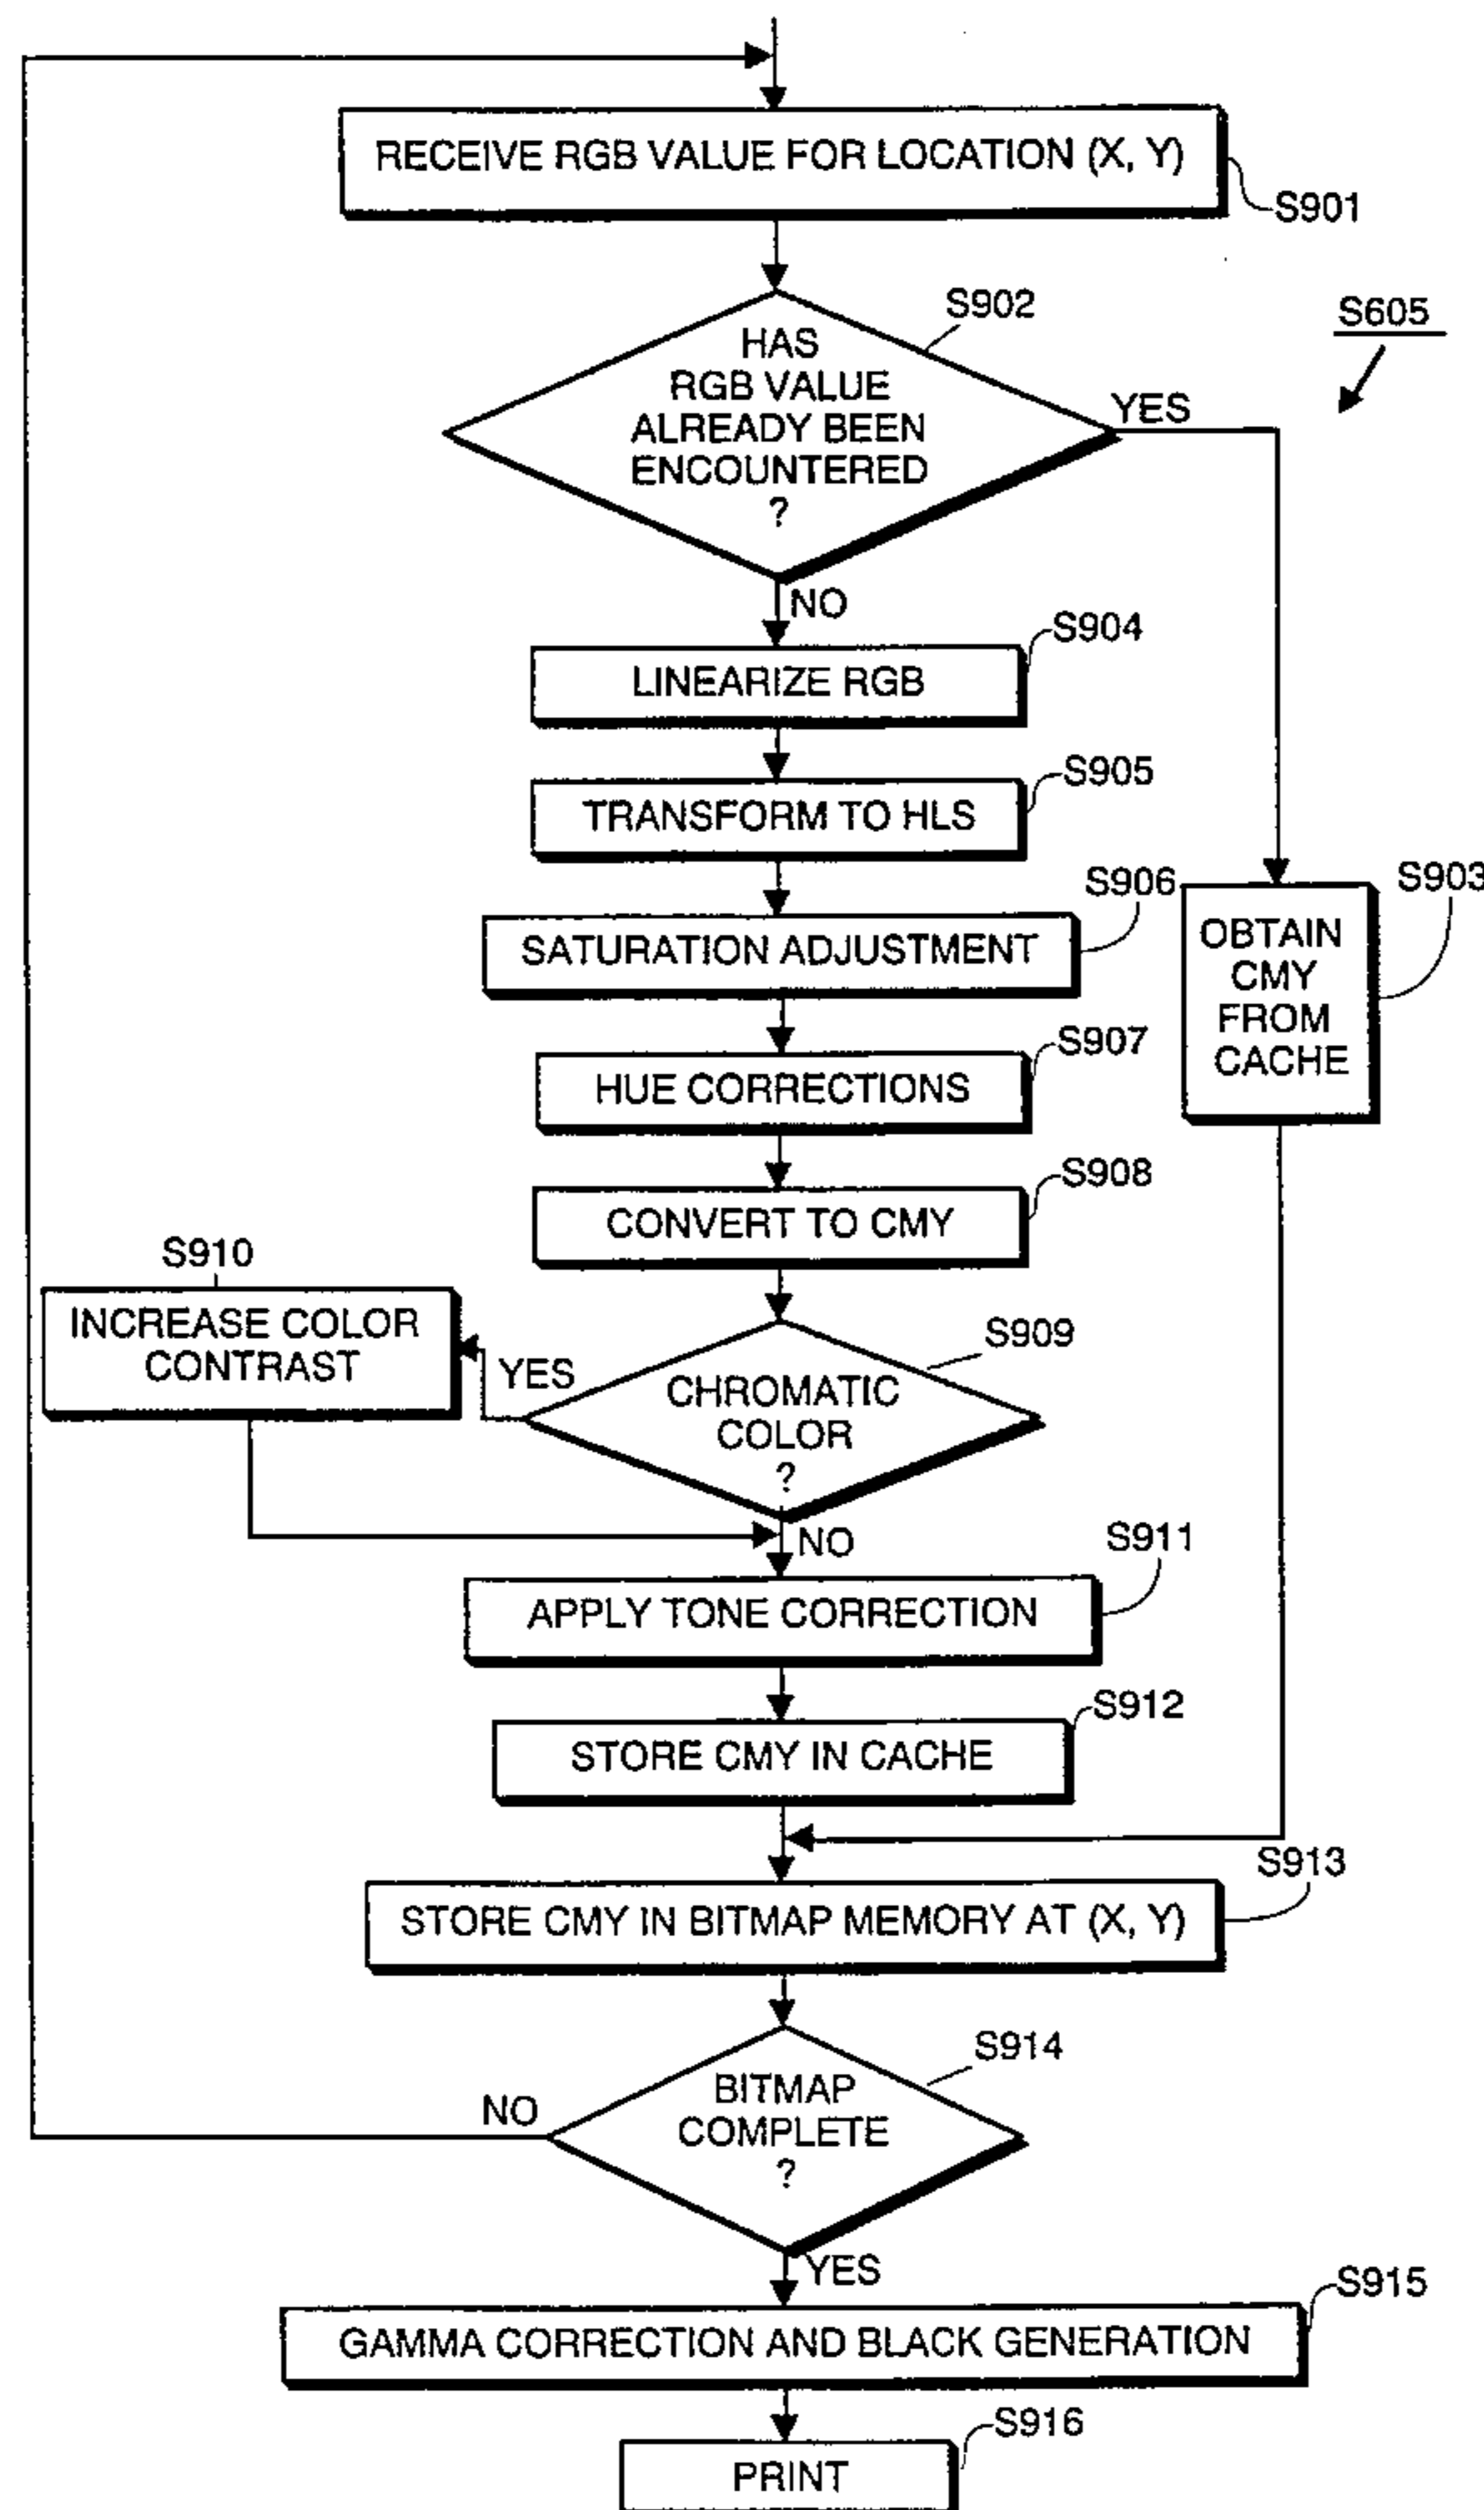 RECEIVE RGB VALUE FOR LOCATION (X, Y)
S901
S902
S605
HAS
RGB VALUE
ALREADY BEEN
ENCOUNTERED
?
YES
NO
S904
LINEARIZE RGB
S905
TRANSFORM TO HLS
S906
SATURATION ADJUSTMENT
S903
OBTAIN
CMY
FROM
CACHE
S907
HUE CORRECTIONS
S908
CONVERT TO CMY
S910
INCREASE COLOR
CONTRAST
YES
S909
CHROMATIC
COLOR
?
NO
S911
APPLY TONE CORRECTION
S912
STORE CMY IN CACHE
S913
STORE CMY IN BITMAP MEMORY AT (X, Y)
S914
BITMAP
COMPLETE
?
NO
YES
S915
GAMMA CORRECTION AND BLACK GENERATION
S916
PRINT